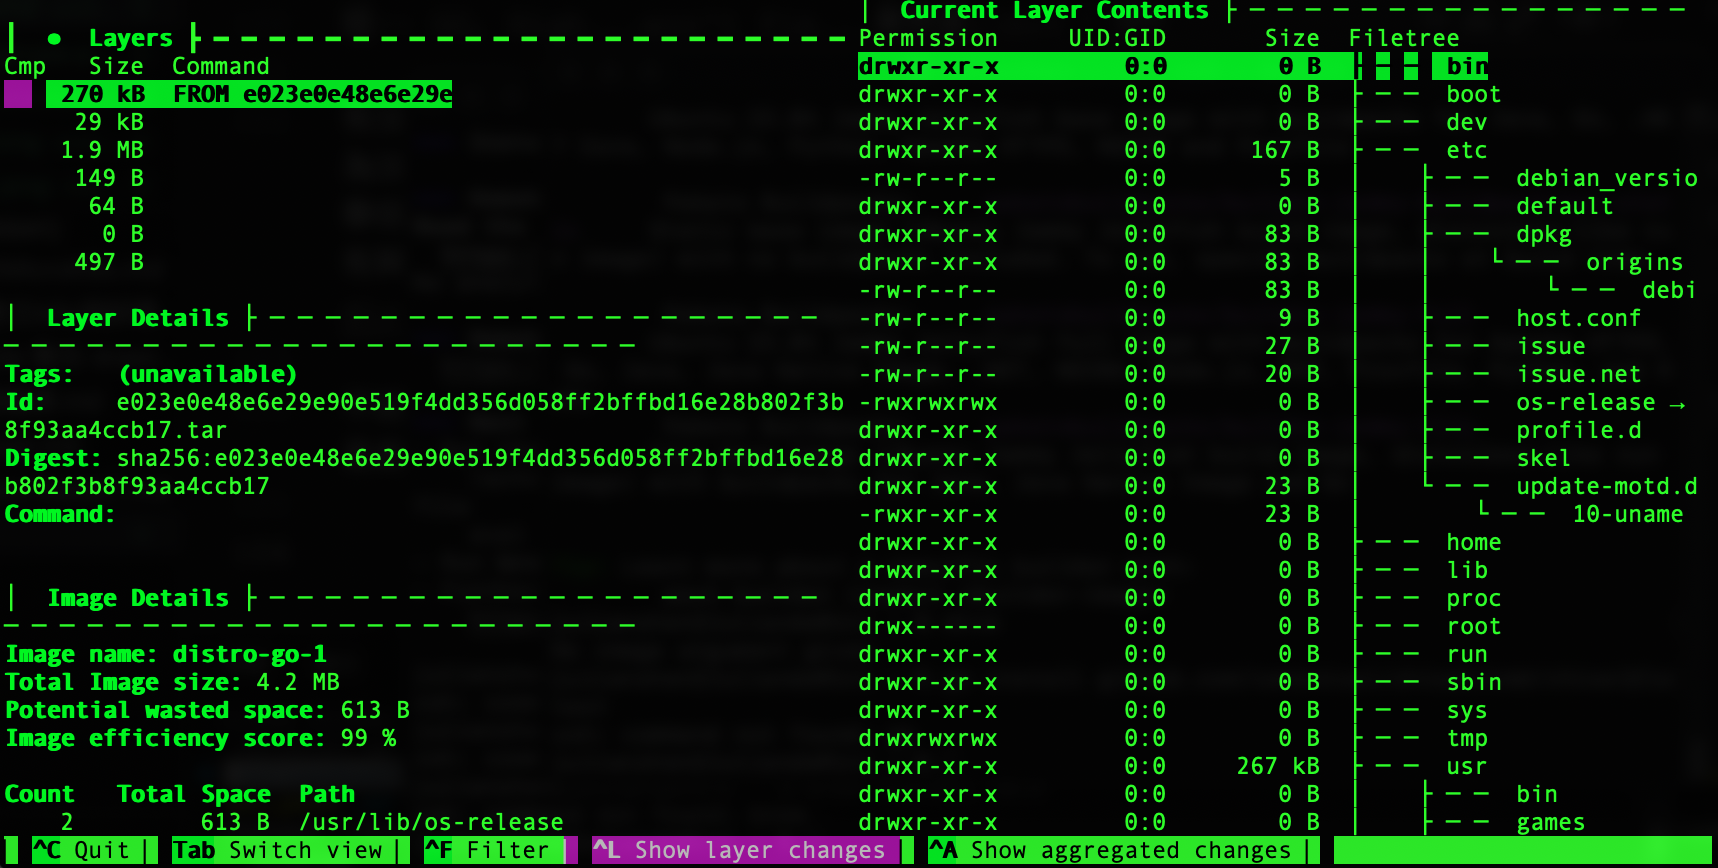 ● Layers
Cmp Size Command
270 kB FROM e023e0e48e6e29e
29 kB
1.9 MB
149 B
64 B
0 B
497 B
Layer Details
Tags: (unavailable)
Id: e023e0e48e6e29e90e519f4dd356d058ff2bffbd16e28b802f3b
8f93aa4ccb17.tar
Digest: sha256:e023e0e48e6e29e90e519f4dd356d058ff2bffbd16e28
b802f3b8f93aa4ccb17
Command:
Image Details
Image name: distro-go-1
Total Image size: 4.2 MB
Potential wasted space: 613 B
Image efficiency score: 99 %
Count Total Space Path
2 613 B /usr/lib/os-release
Current Layer Contents
Permission UID:GID Size Filetree
drwxr-xr-x 0:0 0 B ├── bin
drwxr-xr-x 0:0 0 B ├── boot
drwxr-xr-x 0:0 0 B ├── dev
drwxr-xr-x 0:0 167 B ├── etc
-rw-r--r-- 0:0 5 B │ ├── debian_versio
drwxr-xr-x 0:0 0 B │ ├── default
drwxr-xr-x 0:0 83 B │ ├── dpkg
drwxr-xr-x 0:0 83 B │ │ └── origins
-rw-r--r-- 0:0 83 B │ │ └── debi
-rw-r--r-- 0:0 9 B │ ├── host.conf
-rw-r--r-- 0:0 27 B │ ├── issue
-rw-r--r-- 0:0 20 B │ ├── issue.net
-rwxrwxrwx 0:0 0 B │ ├── os-release →
drwxr-xr-x 0:0 0 B │ ├── profile.d
drwxr-xr-x 0:0 0 B │ ├── skel
drwxr-xr-x 0:0 23 B │ └── update-motd.d
-rwxr-xr-x 0:0 23 B │ └── 10-uname
drwxr-xr-x 0:0 0 B ├── home
drwxr-xr-x 0:0 0 B ├── lib
drwxr-xr-x 0:0 0 B ├── proc
drwx------ 0:0 0 B ├── root
drwxr-xr-x 0:0 0 B ├── run
drwxr-xr-x 0:0 0 B ├── sbin
drwxr-xr-x 0:0 0 B ├── sys
drwxrwxrwx 0:0 0 B ├── tmp
drwxr-xr-x 0:0 267 kB ├── usr
drwxr-xr-x 0:0 0 B │ ├── bin
drwxr-xr-x 0:0 0 B │ ├── games
^C Quit | Tab Switch view | ^F Filter | ^L Show layer changes | ^A Show aggregated changes |